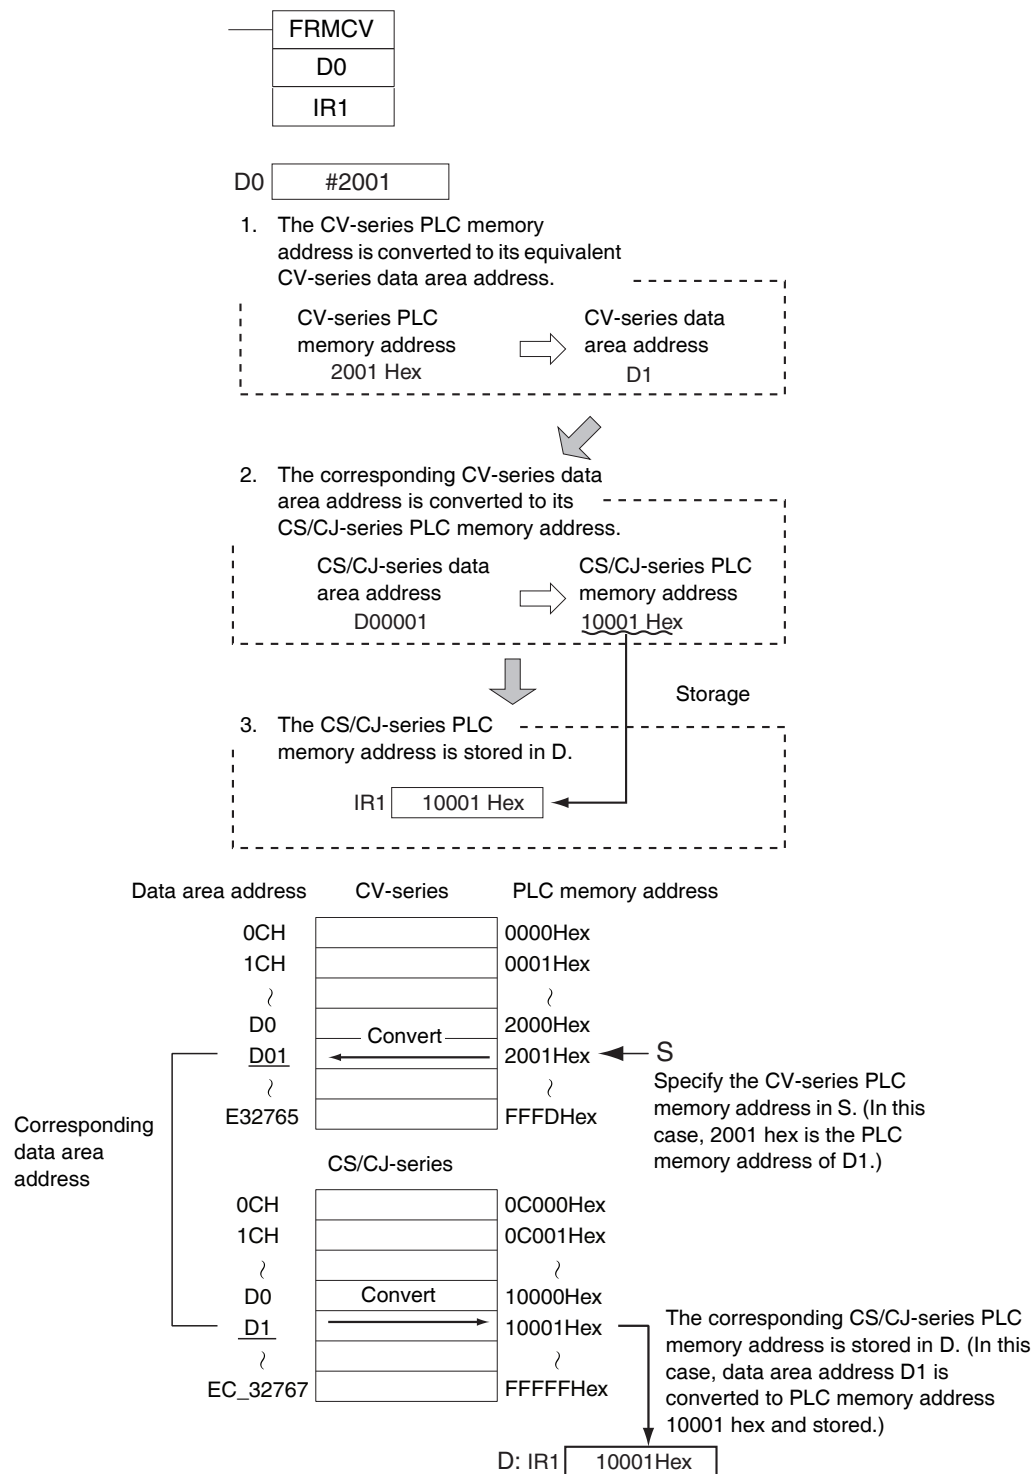 FRMCV
D0
IR1
D0 #2001
1. The CV-series PLC memory
address is converted to its equivalent
CV-series data area address.
CV-series PLC
memory address
2001 Hex
CV-series data
area address
D1
2. The corresponding CV-series data
area address is converted to its
CS/CJ-series PLC memory address.
CS/CJ-series data
area address
D00001
CS/CJ-series PLC
memory address
10001 Hex
Storage
3. The CS/CJ-series PLC
memory address is stored in D.
IR1 10001 Hex
Data area address CV-series PLC memory address
0CH 0000Hex
1CH 0001Hex
~ ~
D0 2000Hex
Convert
D01 2001Hex S
~ ~
E32765 FFFDHex
Specify the CV-series PLC
memory address in S. (In this
case, 2001 hex is the PLC
memory address of D1.)
Corresponding
data area
address
CS/CJ-series
0CH 0C000Hex
1CH 0C001Hex
~ ~
D0 Convert 10000Hex
D1 10001Hex
~ ~
EC_32767 FFFFFHex
The corresponding CS/CJ-series PLC
memory address is stored in D. (In this
case, data area address D1 is
converted to PLC memory address
10001 hex and stored.)
D: IR1 10001Hex